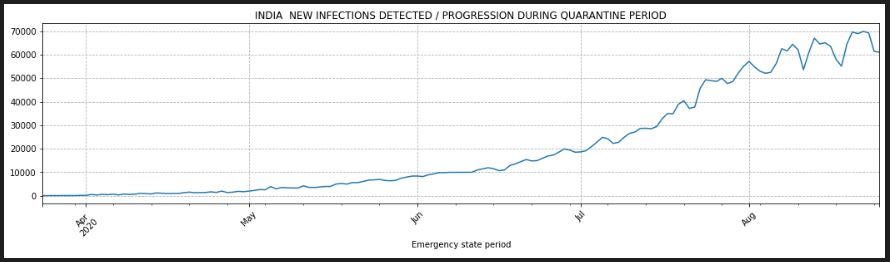 INDIA  NEW INFECTIONS DETECTED / PROGRESSION DURING QUARANTINE PERIOD
70000
60000
50000
40000
30000
20000
10000
0
Apr
2020
May
Jun
Jul
Aug
Emergency state period